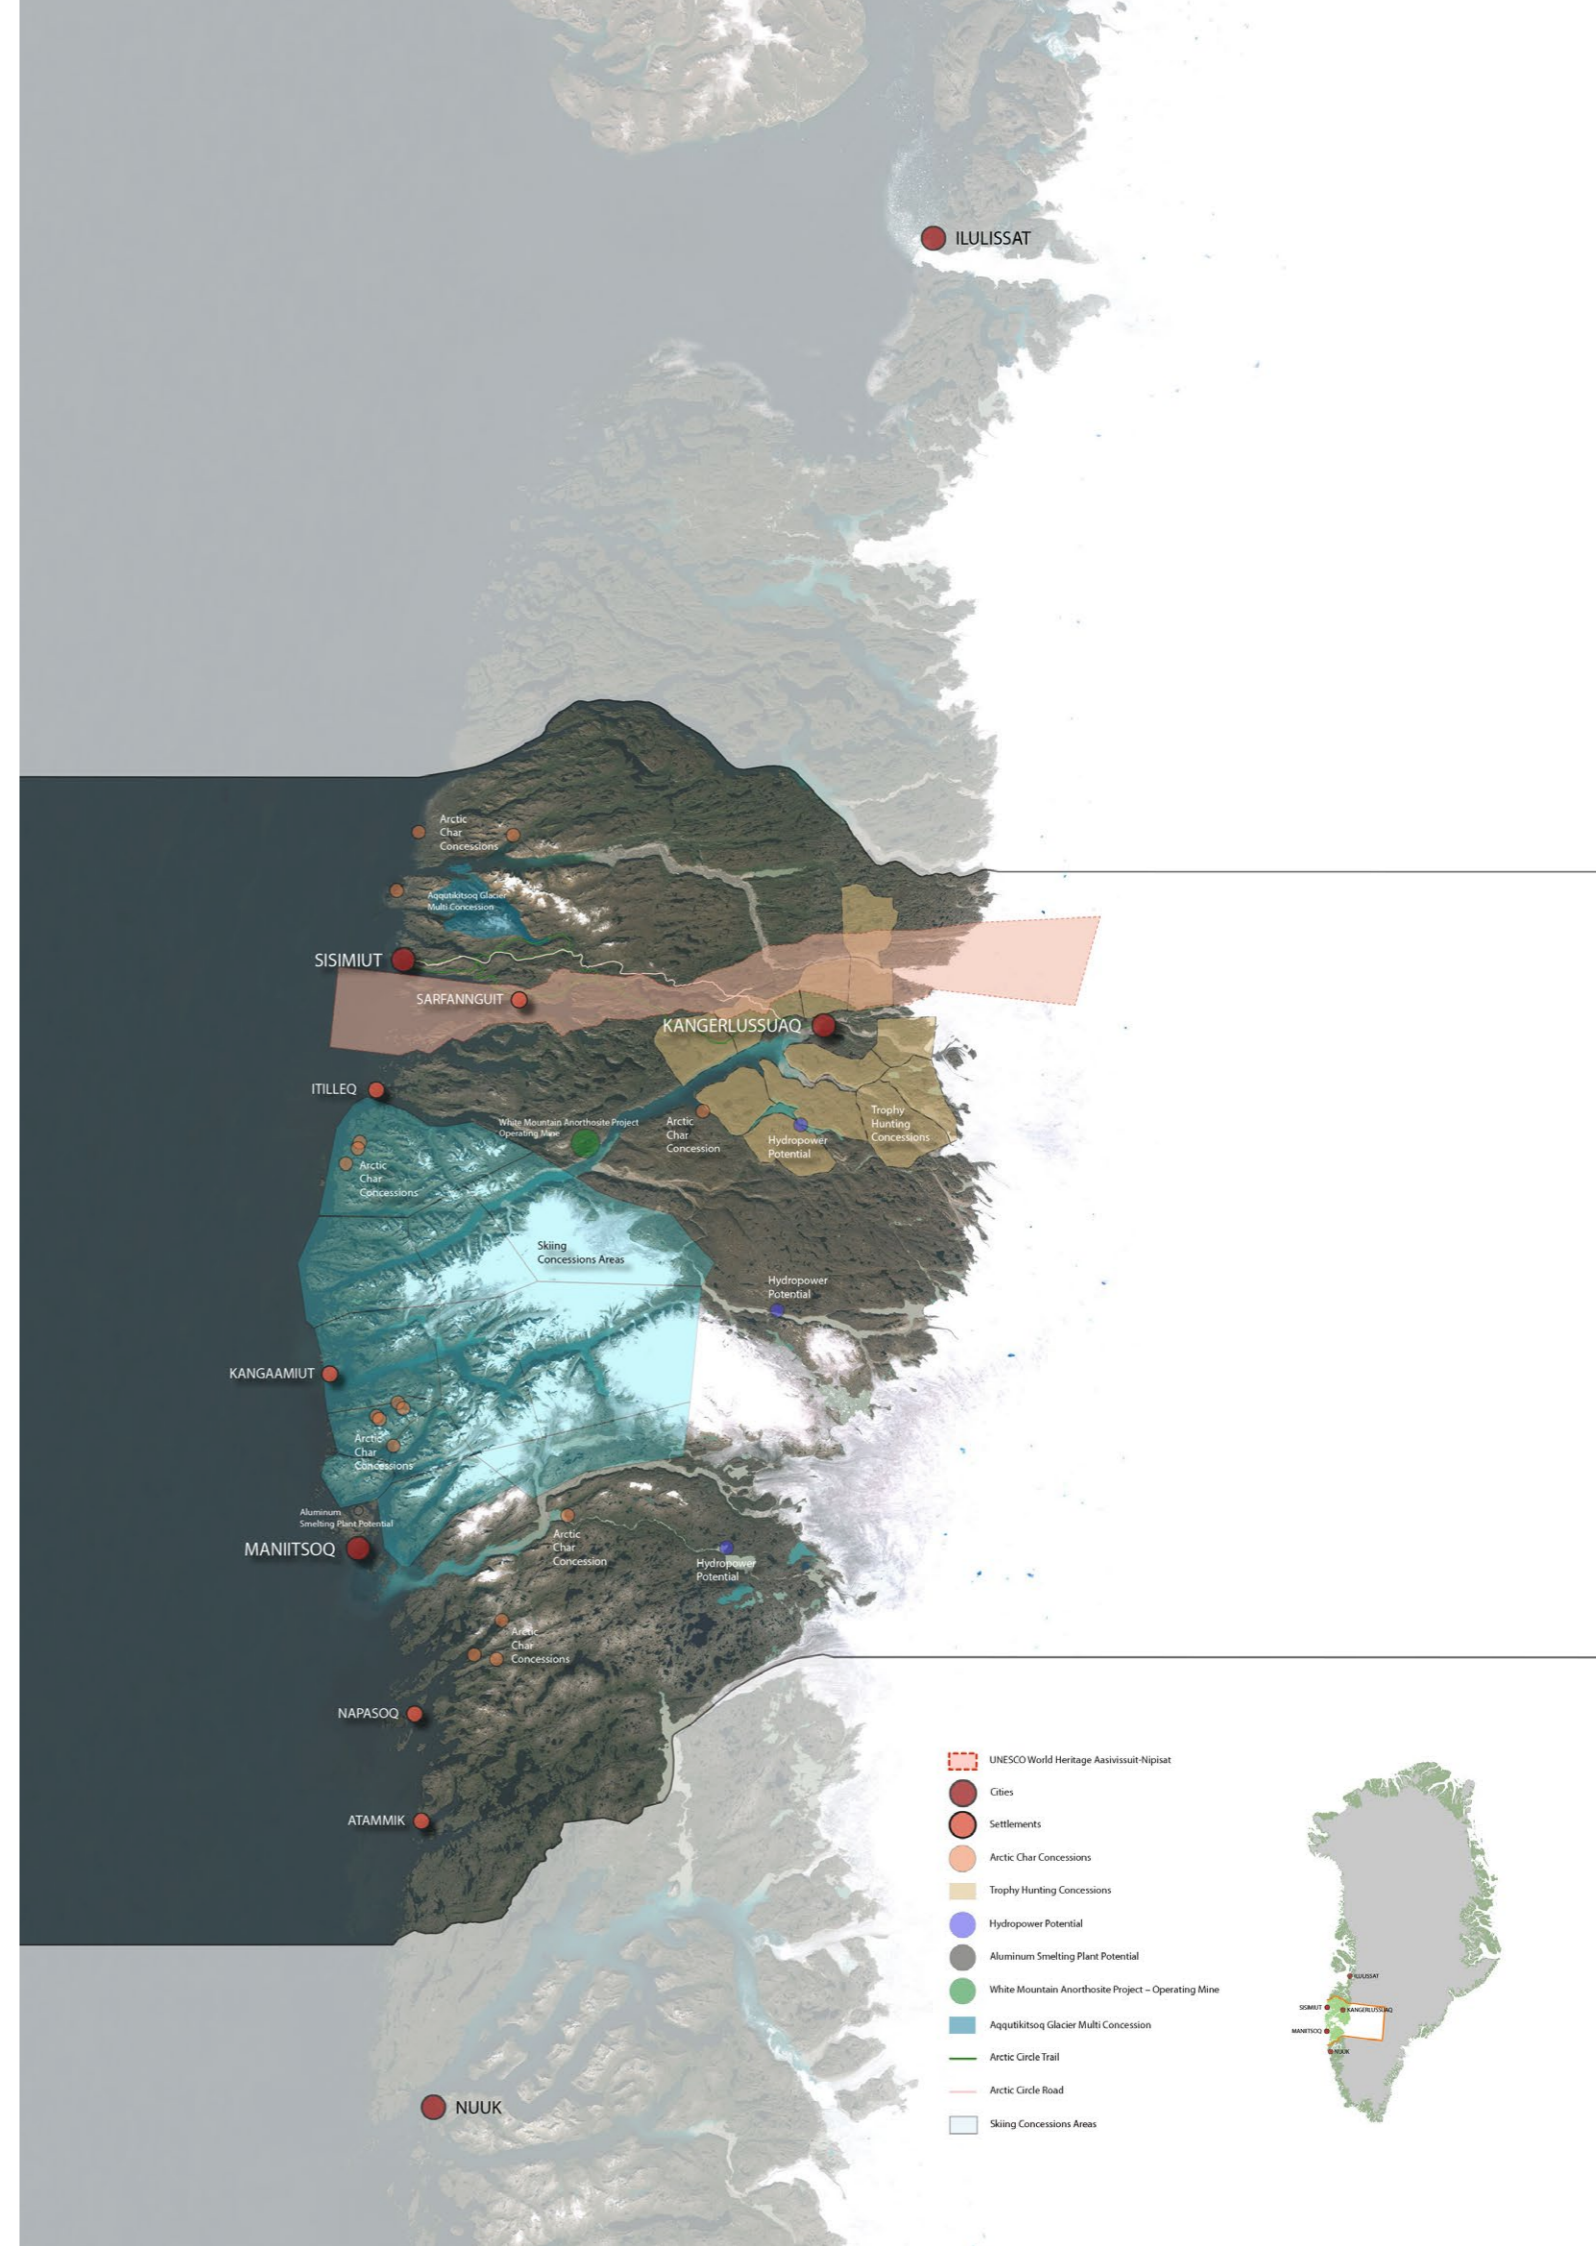 ILULISSAT
Arctic
Char
Concessions
Aqqutikitsoq Glacier
Multi Concession
SISIMIUT
SARFANNGUIT
KANGERLUSSUAQ
ITILLEQ
White Mountain Anorthosite Project
Operating Mine
Arctic
Char
Concession
Trophy
Hunting
Concessions
Hydropower
Potential
Arctic
Char
Concessions
Skiing
Concessions Areas
Hydropower
Potential
KANGAAMIUT
Arctic
Char
Concessions
Aluminum
Smelting Plant Potential
MANIITSOQ
Arctic
Char
Concession
Hydropower
Potential
Arctic
Char
Concessions
NAPASOQ
ATAMMIK
NUUK
UNESCO World Heritage Aasivissuit-Nipisat
Cities
Settlements
Arctic Char Concessions
Trophy Hunting Concessions
Hydropower Potential
Aluminum Smelting Plant Potential
White Mountain Anorthosite Project – Operating Mine
Aqqutikitsoq Glacier Multi Concession
Arctic Circle Trail
Arctic Circle Road
Skiing Concessions Areas
ILULISSAT
SISIMIUT
KANGERLUSSUAQ
MANIITSOQ
NUUK